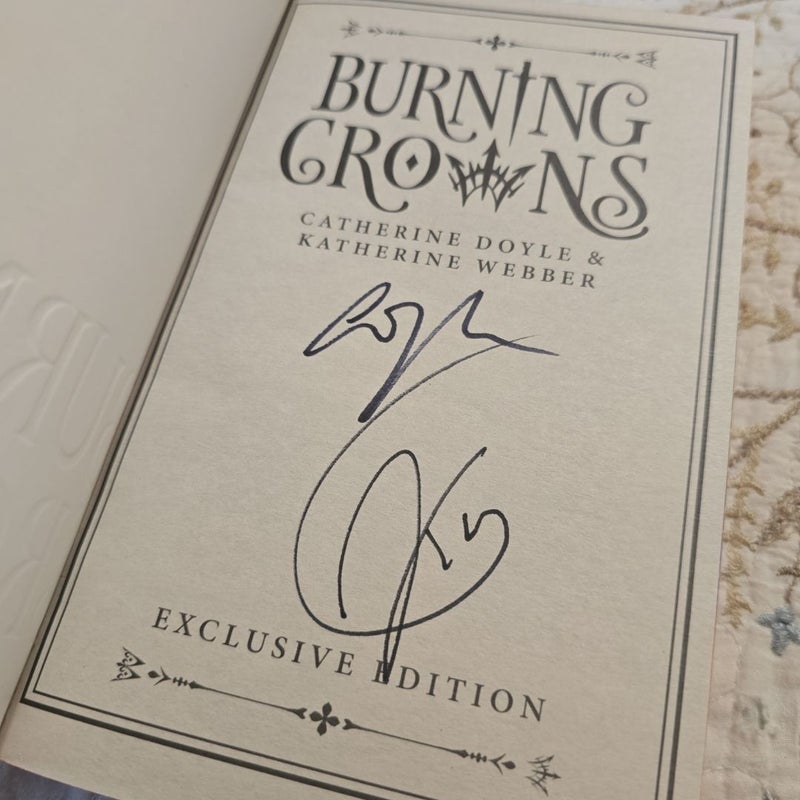 BURNING
CROWNS
CATHERINE DOYLE &
KATHERINE WEBBER
EXCLUSIVE EDITION